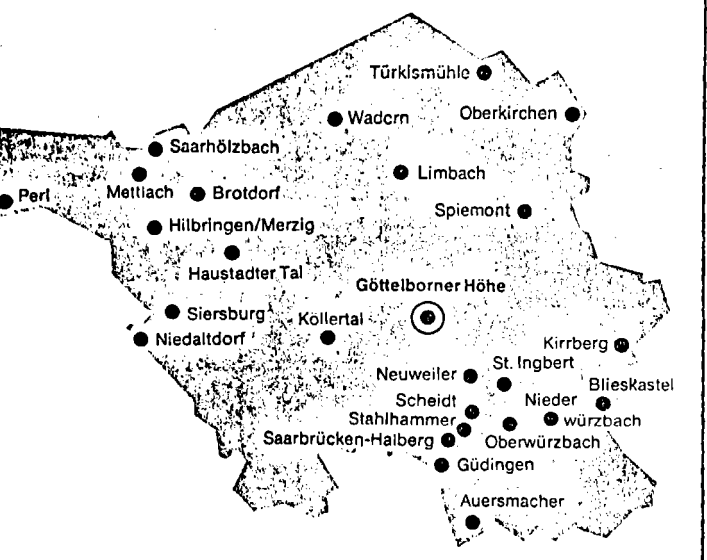 Türkismühle
Wadern
Oberkirchen
Saarhölzbach
Limbach
Mettlach
Brotdorf
Perl
Spiemont
Hilbringen/Merzig
Haustadter Tal
Göttelborner Höhe
Siersburg
Köllertal
Niedaltdorf
Kirrberg
St. Ingbert
Neuweiler
Blieskastel
Scheidt
Nieder
würzbach
Stahlhammer
Saarbrücken-Halberg
Oberwürzbach
Güdingen
Auersmacher